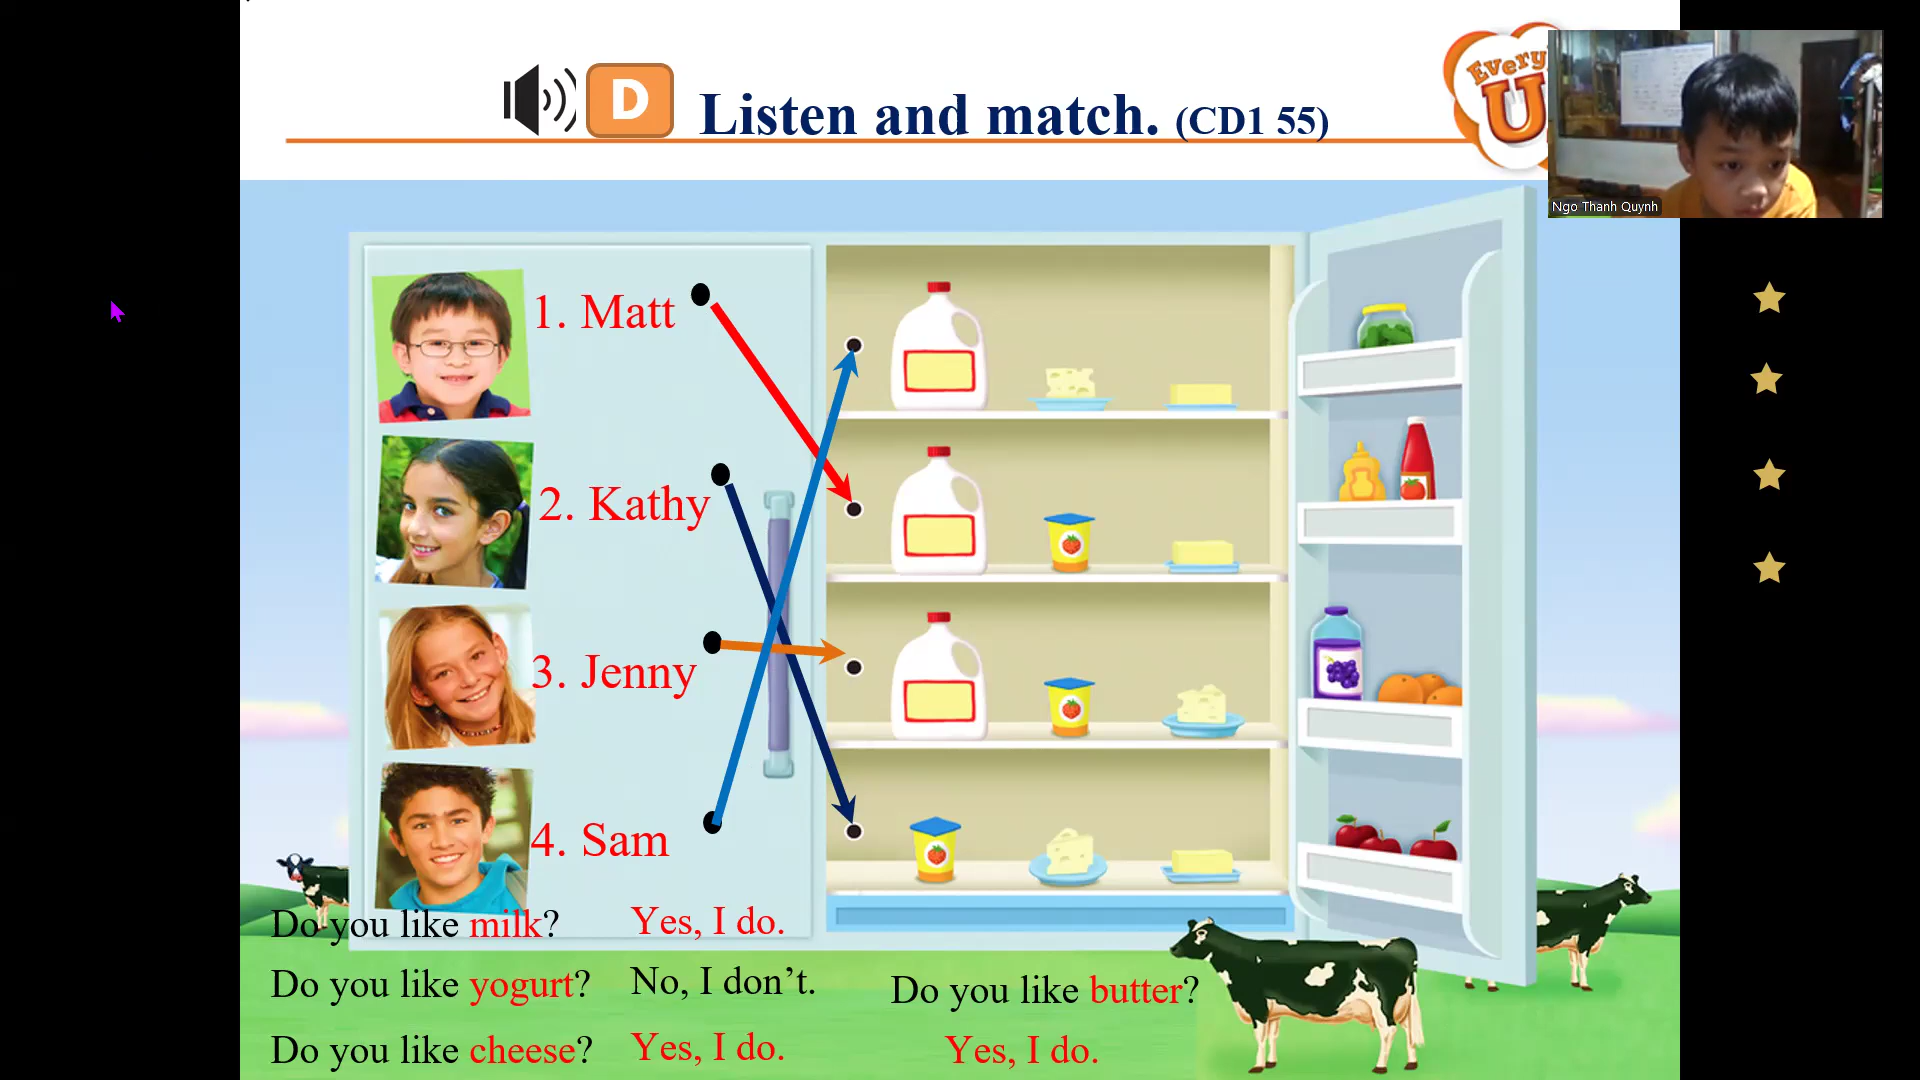 D Listen and match. (CD1 55)
Every
U
Ngo Thanh Quynh
1. Matt
2. Kathy
3. Jenny
4. Sam
Do you like milk? Yes, I do.
Do you like yogurt? No, I don’t.
Do you like butter?
Do you like cheese? Yes, I do.
Yes, I do.